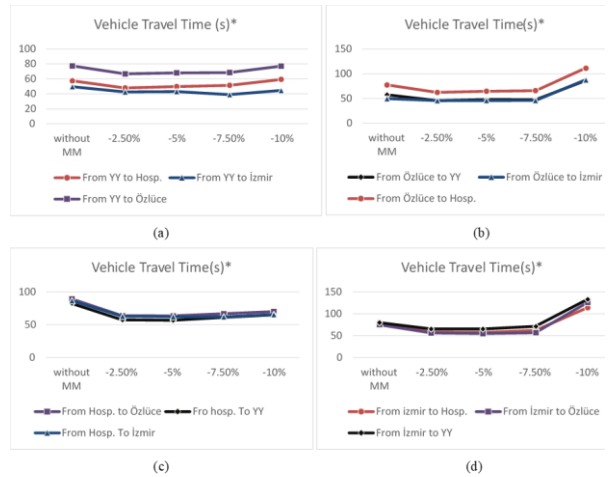 Vehicle Travel Time (s)*
100
80
60
40
20
0
without MM
-2.50%
-5%
-7.50%
-10%
From YY to Hosp.
From YY to İzmir
From YY to Özlüce
(a)
Vehicle Travel Time(s)*
150
100
50
0
without MM
-2.50%
-5%
-7.50%
-10%
From Özlüce to YY
From Özlüce to İzmir
From Özlüce to Hosp.
(b)
Vehicle Travel Time(s)*
100
50
0
without MM
-2.50%
-5%
-7.50%
-10%
From Hosp. to Özlüce
Fro hosp. To YY
From Hosp. To İzmir
(c)
Vehicle Travel Time(s)*
150
100
50
0
without MM
-2.50%
-5%
-7.50%
-10%
From izmir to Hosp.
From İzmir to Özlüce
From İzmir to YY
(d)